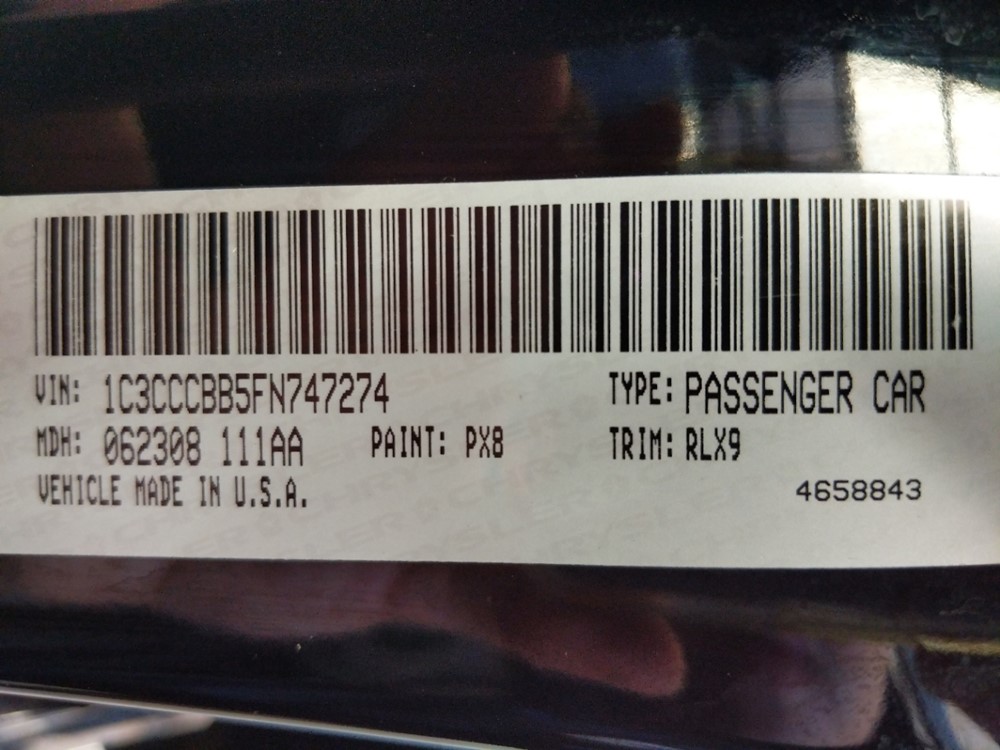 VIN: 1C3CCCBB5FN747274 TYPE: PASSENGER CAR
MDH: 062308 111AA PAINT: PX8 TRIM: RLX9
VEHICLE MADE IN U.S.A. 4658843